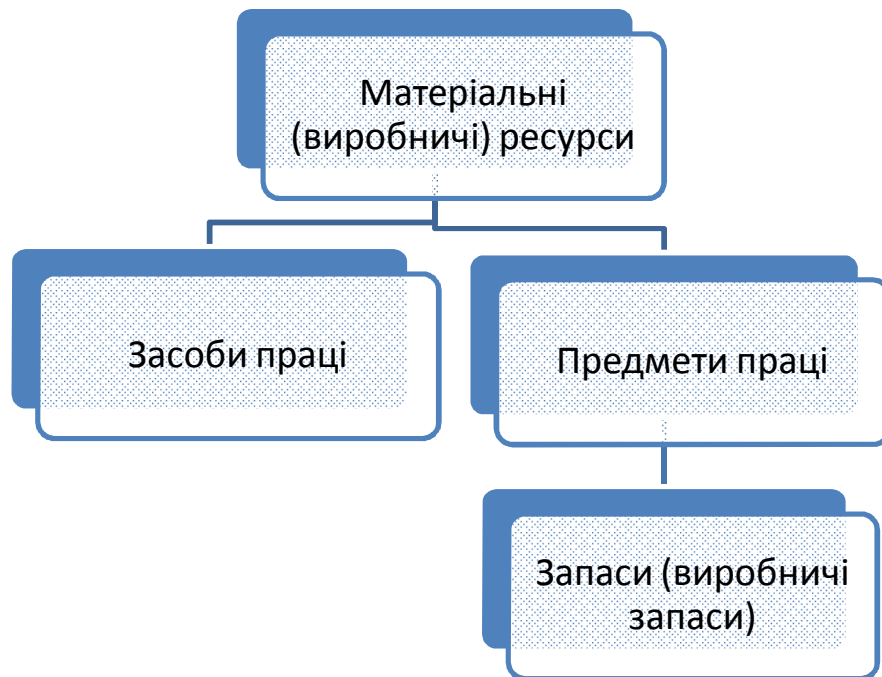 Матеріальні
(виробничі) ресурси
Засоби праці
Предмети праці
Запаси (виробничі
запаси)